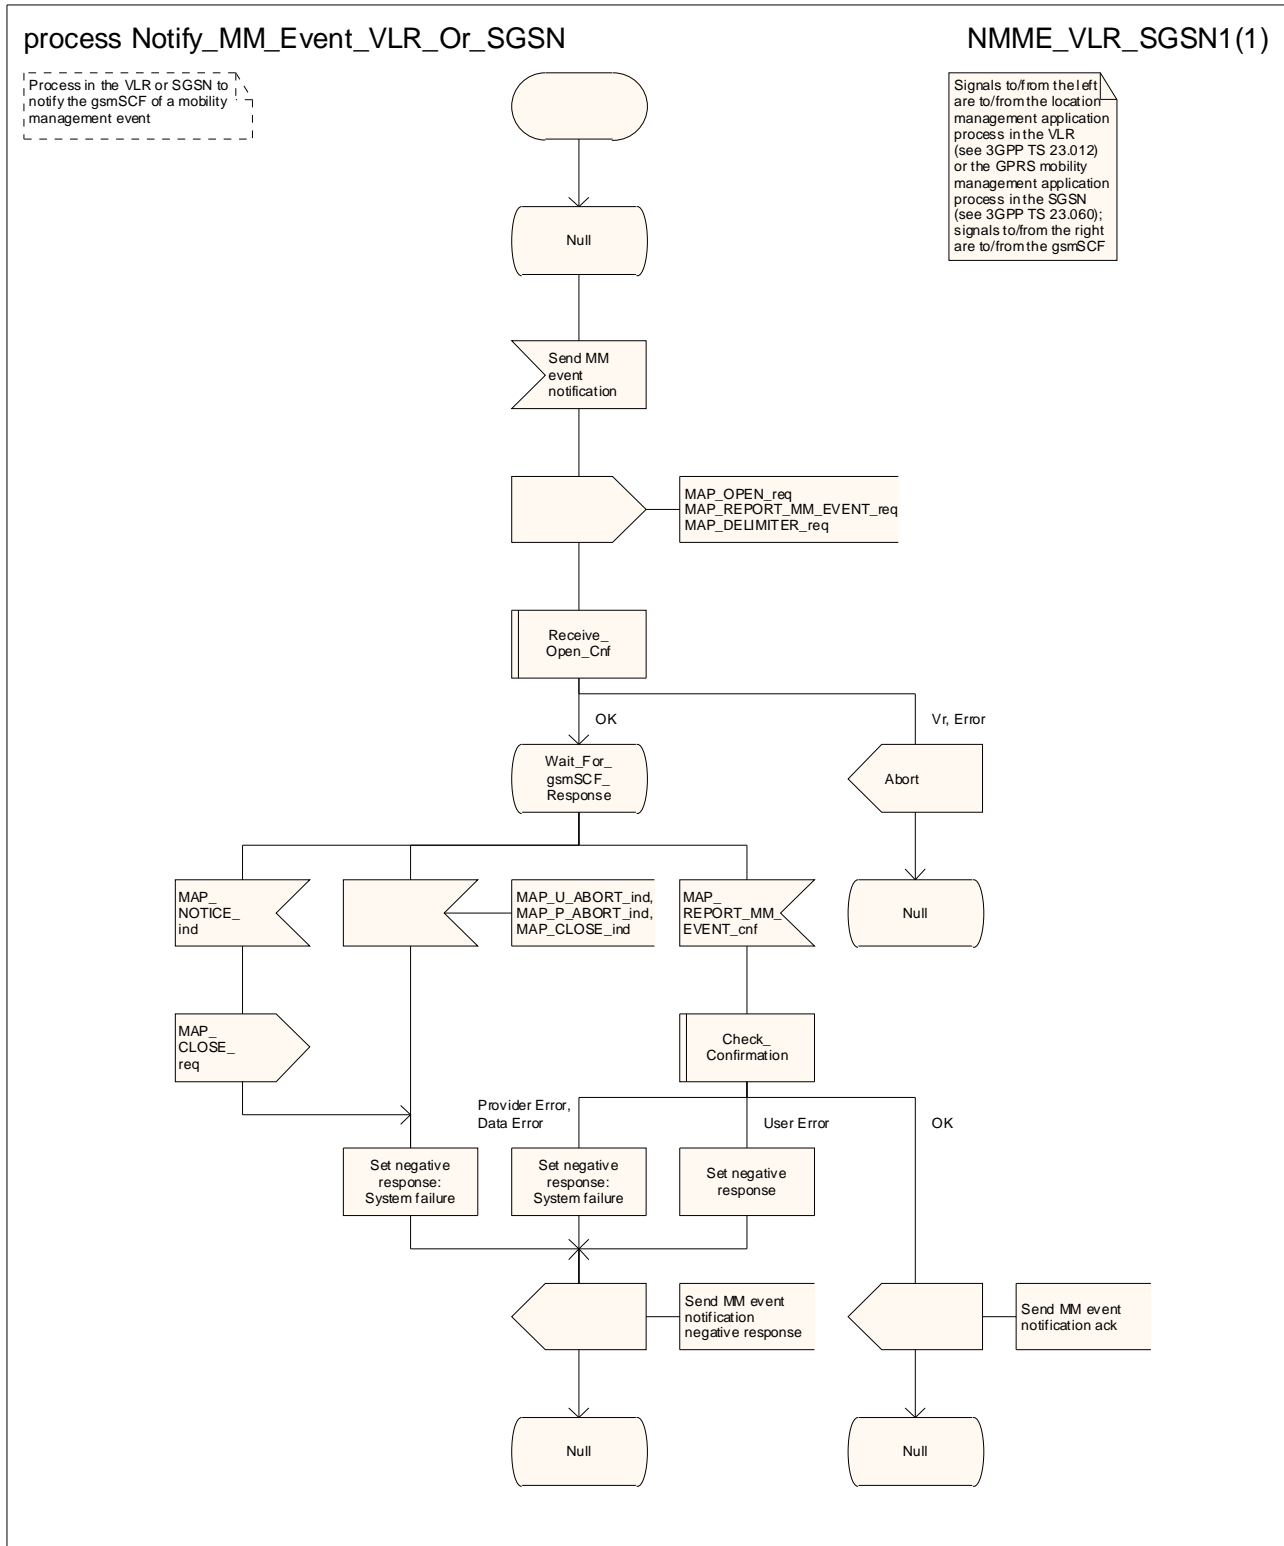 process Notify_MM_Event_VLR_Or_SGSN
NMME_VLR_SGSN1(1)
Process in the VLR or SGSN to
notify the gsmSCF of a mobility
management event
Signals to/from the left
are to/from the location
management application
process in the VLR
(see 3GPP TS 23.012)
or the GPRS mobility
management application
process in the SGSN
(see 3GPP TS 23.060);
signals to/from the right
are to/from the gsmSCF
Null
Send MM
event
notification
MAP_OPEN_req
MAP_REPORT_MM_EVENT_req
MAP_DELIMITER_req
Receive_
Open_Cnf
OK
Vr, Error
Wait_For_
gsmSCF_
Response
Abort
MAP_
NOTICE_
ind
MAP_U_ABORT_ind,
MAP_P_ABORT_ind,
MAP_CLOSE_ind
MAP_
REPORT_MM_
EVENT_cnf
Null
MAP_
CLOSE_
req
Check_
Confirmation
Provider Error,
Data Error
User Error
OK
Set negative
response:
System failure
Set negative
response:
System failure
Set negative
response
Send MM event
notification
negative response
Send MM event
notification ack
Null
Null